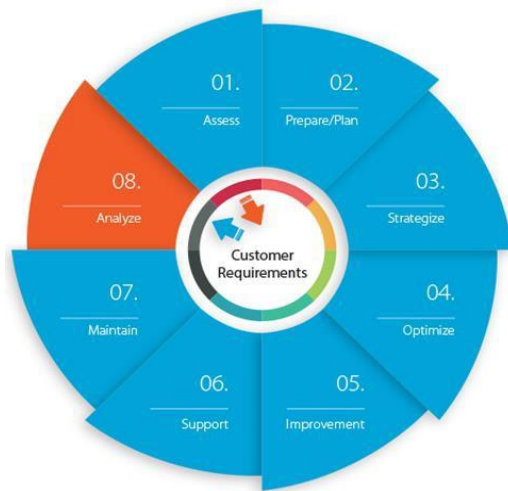 01.
Assess
02.
Prepare/Plan
03.
Strategize
04.
Optimize
05.
Improvement
06.
Support
07.
Maintain
08.
Analyze
Customer
Requirements